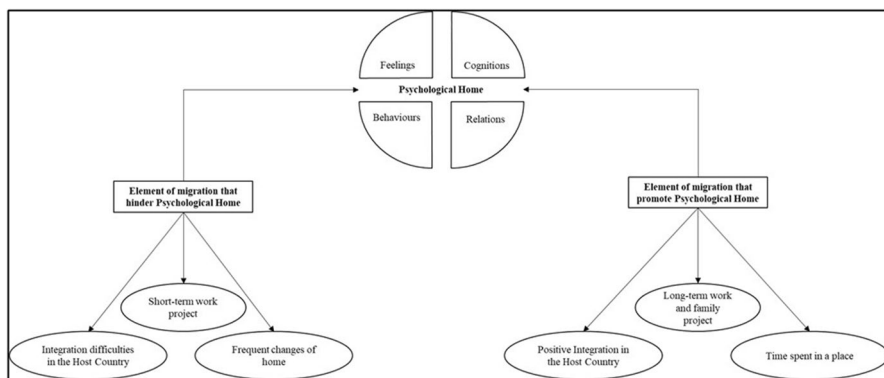 Feelings
Cognitions
Psychological Home
Behaviours
Relations
Element of migration that
hinder Psychological Home
Element of migration that
promote Psychological Home
Short-term work
project
Integration difficulties
in the Host Country
Frequent changes of
home
Long-term work
and family
project
Positive Integration in
the Host Country
Time spent in a place